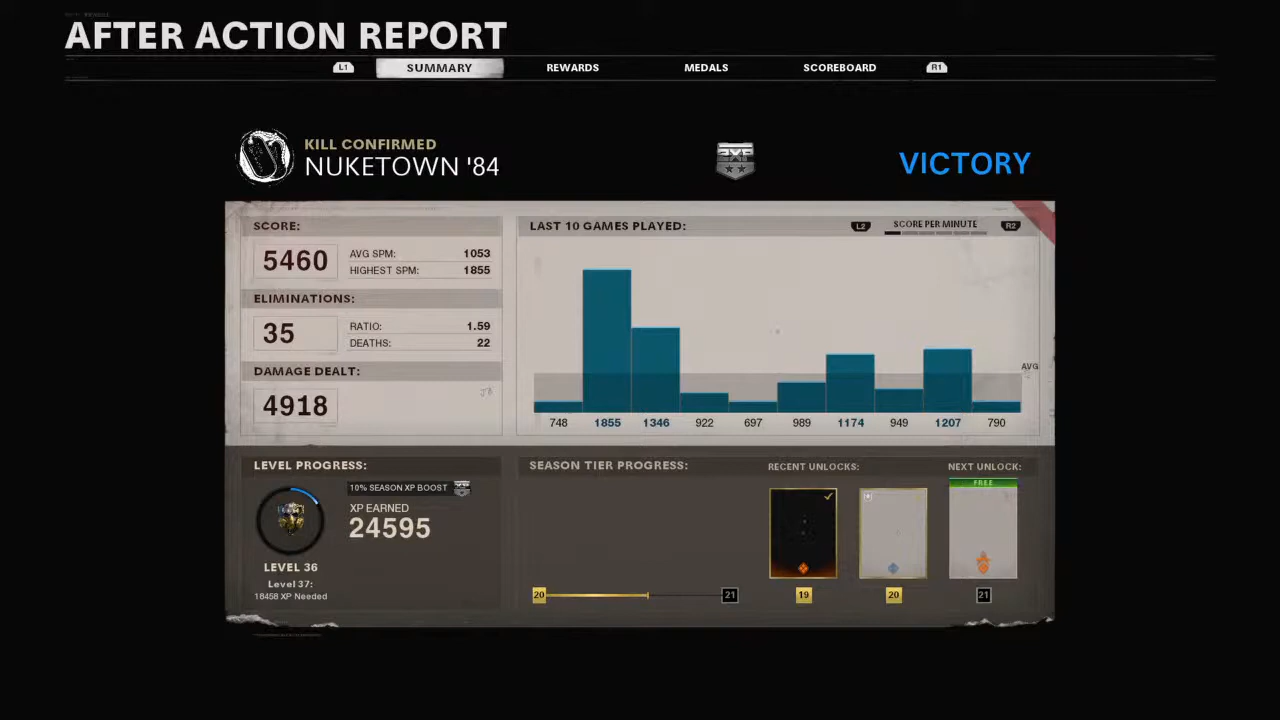 AFTER ACTION REPORT
L1 SUMMARY REWARDS MEDALS SCOREBOARD R1
KILL CONFIRMED
NUKETOWN '84
2XP
VICTORY
SCORE:
5460
AVG SPM: 1053
HIGHEST SPM: 1855
ELIMINATIONS:
35
RATIO: 1.59
DEATHS: 22
DAMAGE DEALT:
4918
LAST 10 GAMES PLAYED:
L2 SCORE PER MINUTE R2
AVG
748 1855 1346 922 697 989 1174 949 1207 790
LEVEL PROGRESS:
10% SEASON XP BOOST
XP EARNED
24595
LEVEL 36
Level 37:
18458 XP Needed
SEASON TIER PROGRESS:
20 21
RECENT UNLOCKS:
19 20
NEXT UNLOCK:
FREE
21